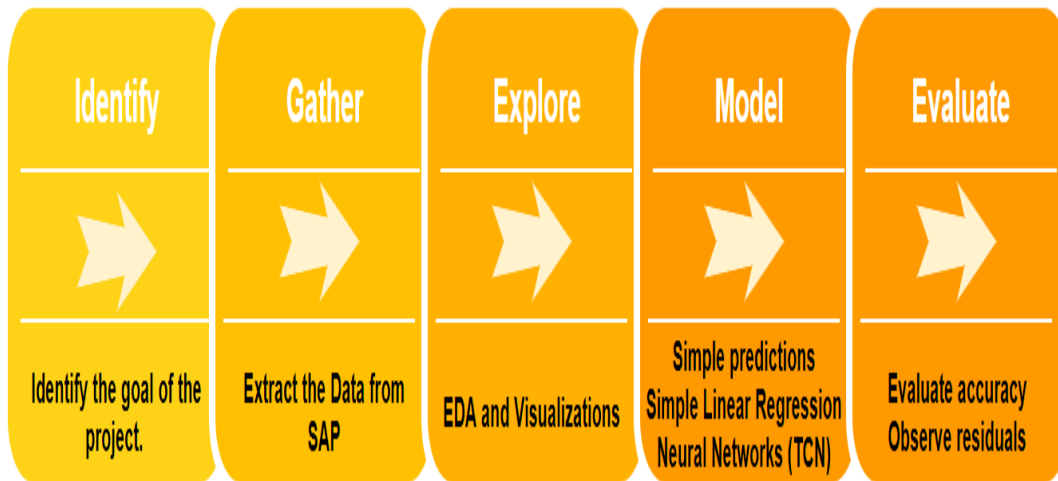 Identify
Gather
Explore
Model
Evaluate
Identify the goal of the
project.
Extract the Data from
SAP
EDA and Visualizations
Simple predictions
Simple Linear Regression
Neural Networks (TCN)
Evaluate accuracy
Observe residuals